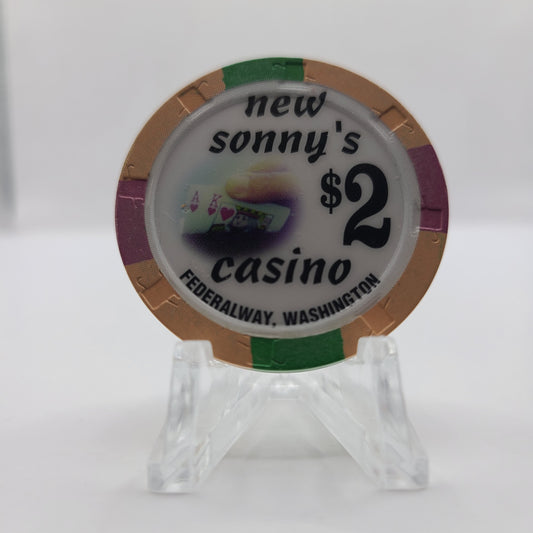 new
sonny's
$2
A K
casino
FEDERALWAY, WASHINGTON